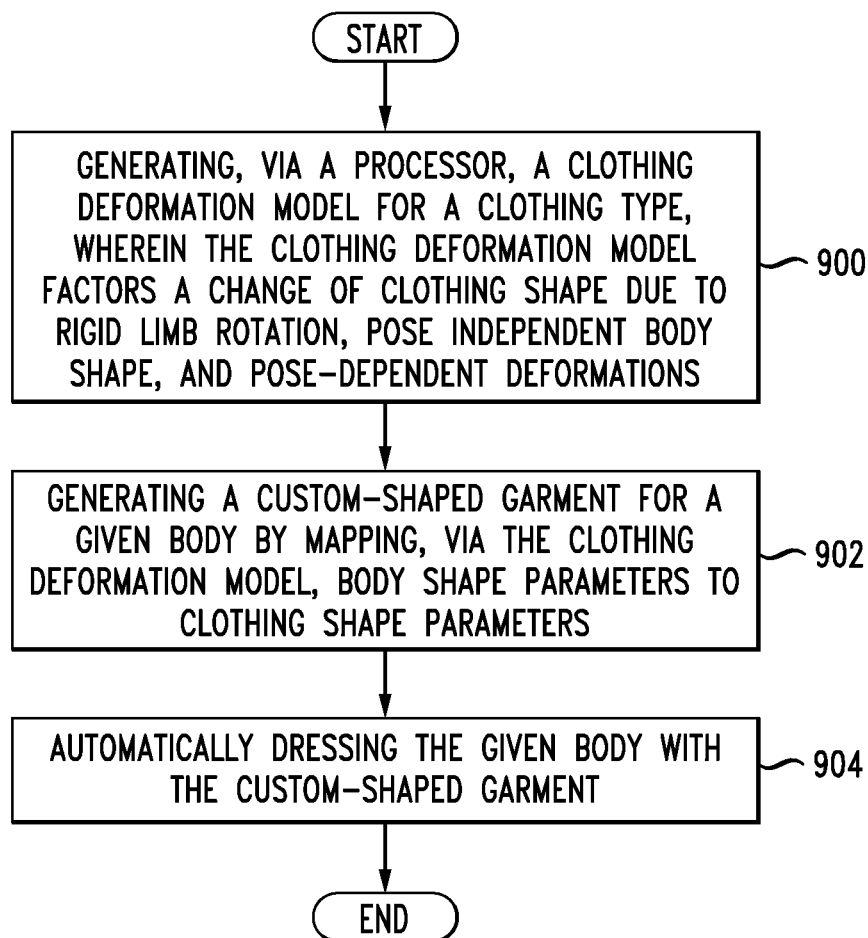 START
GENERATING, VIA A PROCESSOR, A CLOTHING
DEFORMATION MODEL FOR A CLOTHING TYPE,
WHEREIN THE CLOTHING DEFORMATION MODEL
FACTORS A CHANGE OF CLOTHING SHAPE DUE TO
RIGID LIMB ROTATION, POSE INDEPENDENT BODY
SHAPE, AND POSE-DEPENDENT DEFORMATIONS
900
GENERATING A CUSTOM-SHAPED GARMENT FOR A
GIVEN BODY BY MAPPING, VIA THE CLOTHING
DEFORMATION MODEL, BODY SHAPE PARAMETERS TO
CLOTHING SHAPE PARAMETERS
902
AUTOMATICALLY DRESSING THE GIVEN BODY WITH
THE CUSTOM-SHAPED GARMENT
904
END